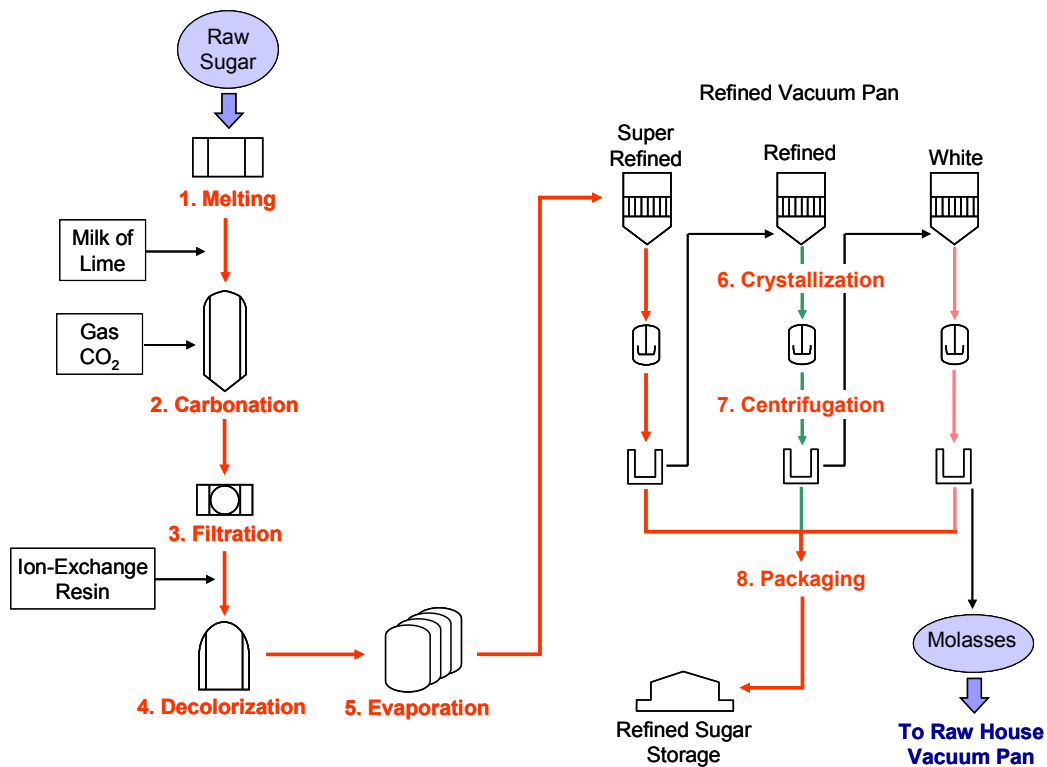 Raw
Sugar
1. Melting
Milk of
Lime
Gas
CO₂
2. Carbonation
3. Filtration
Ion-Exchange
Resin
4. Decolorization
5. Evaporation
Refined Vacuum Pan
Super
Refined
Refined
White
6. Crystallization
7. Centrifugation
8. Packaging
Refined Sugar
Storage
Molasses
To Raw House
Vacuum Pan